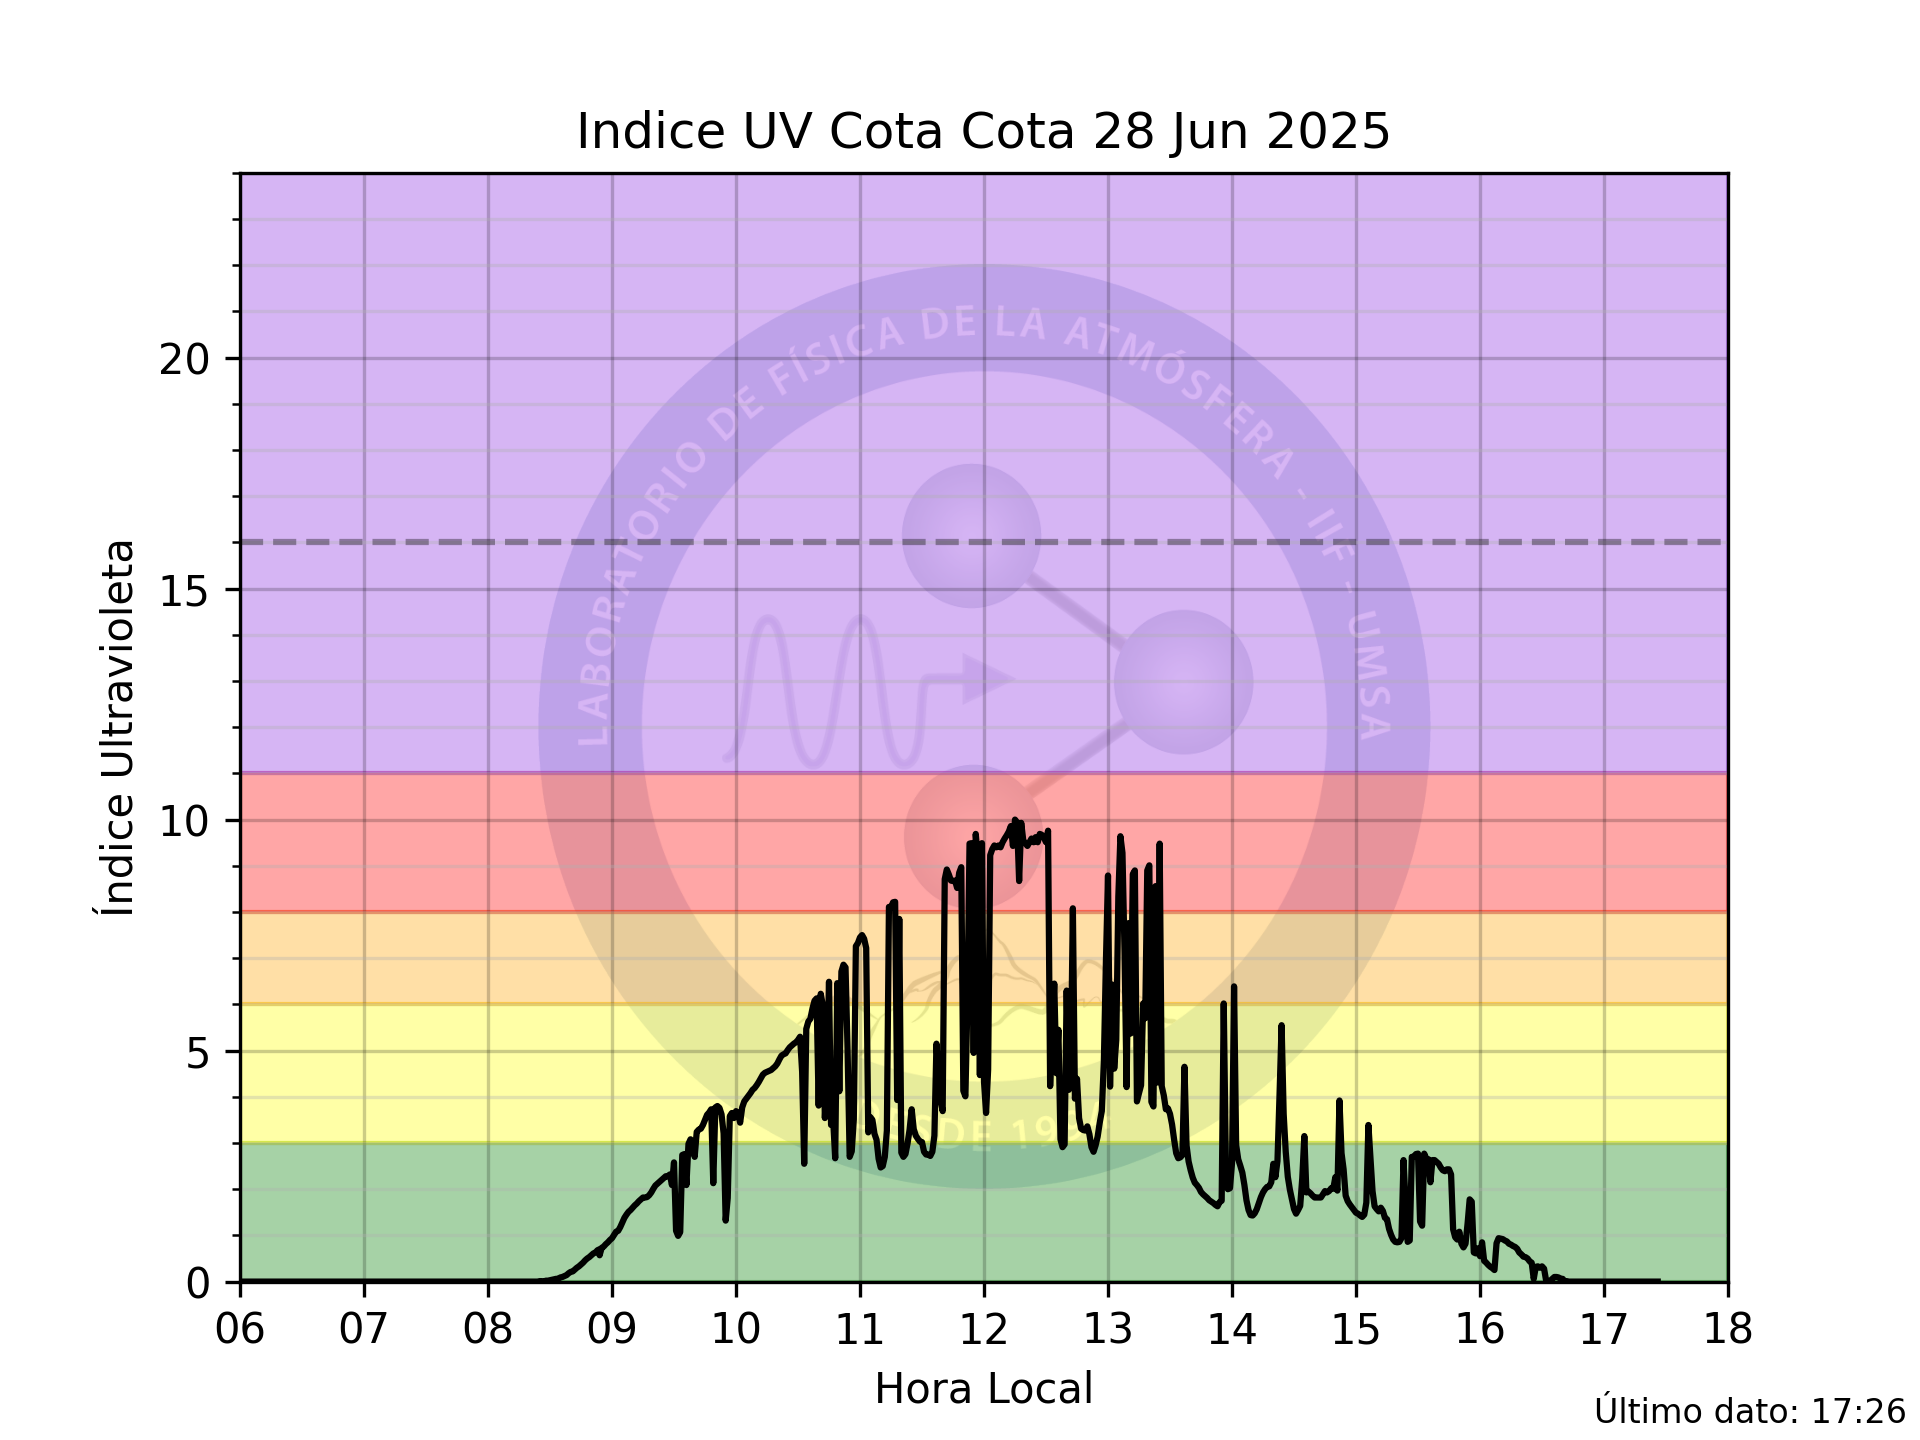 Indice UV Cota Cota 28 Jun 2025
Índice Ultravioleta
20
15
10
5
0
LABORATORIO DE FÍSICA DE LA ATMÓSFERA - IIF - UMSA
06 07 08 09 10 11 12 13 14 15 16 17 18
Hora Local
Último dato: 17:26